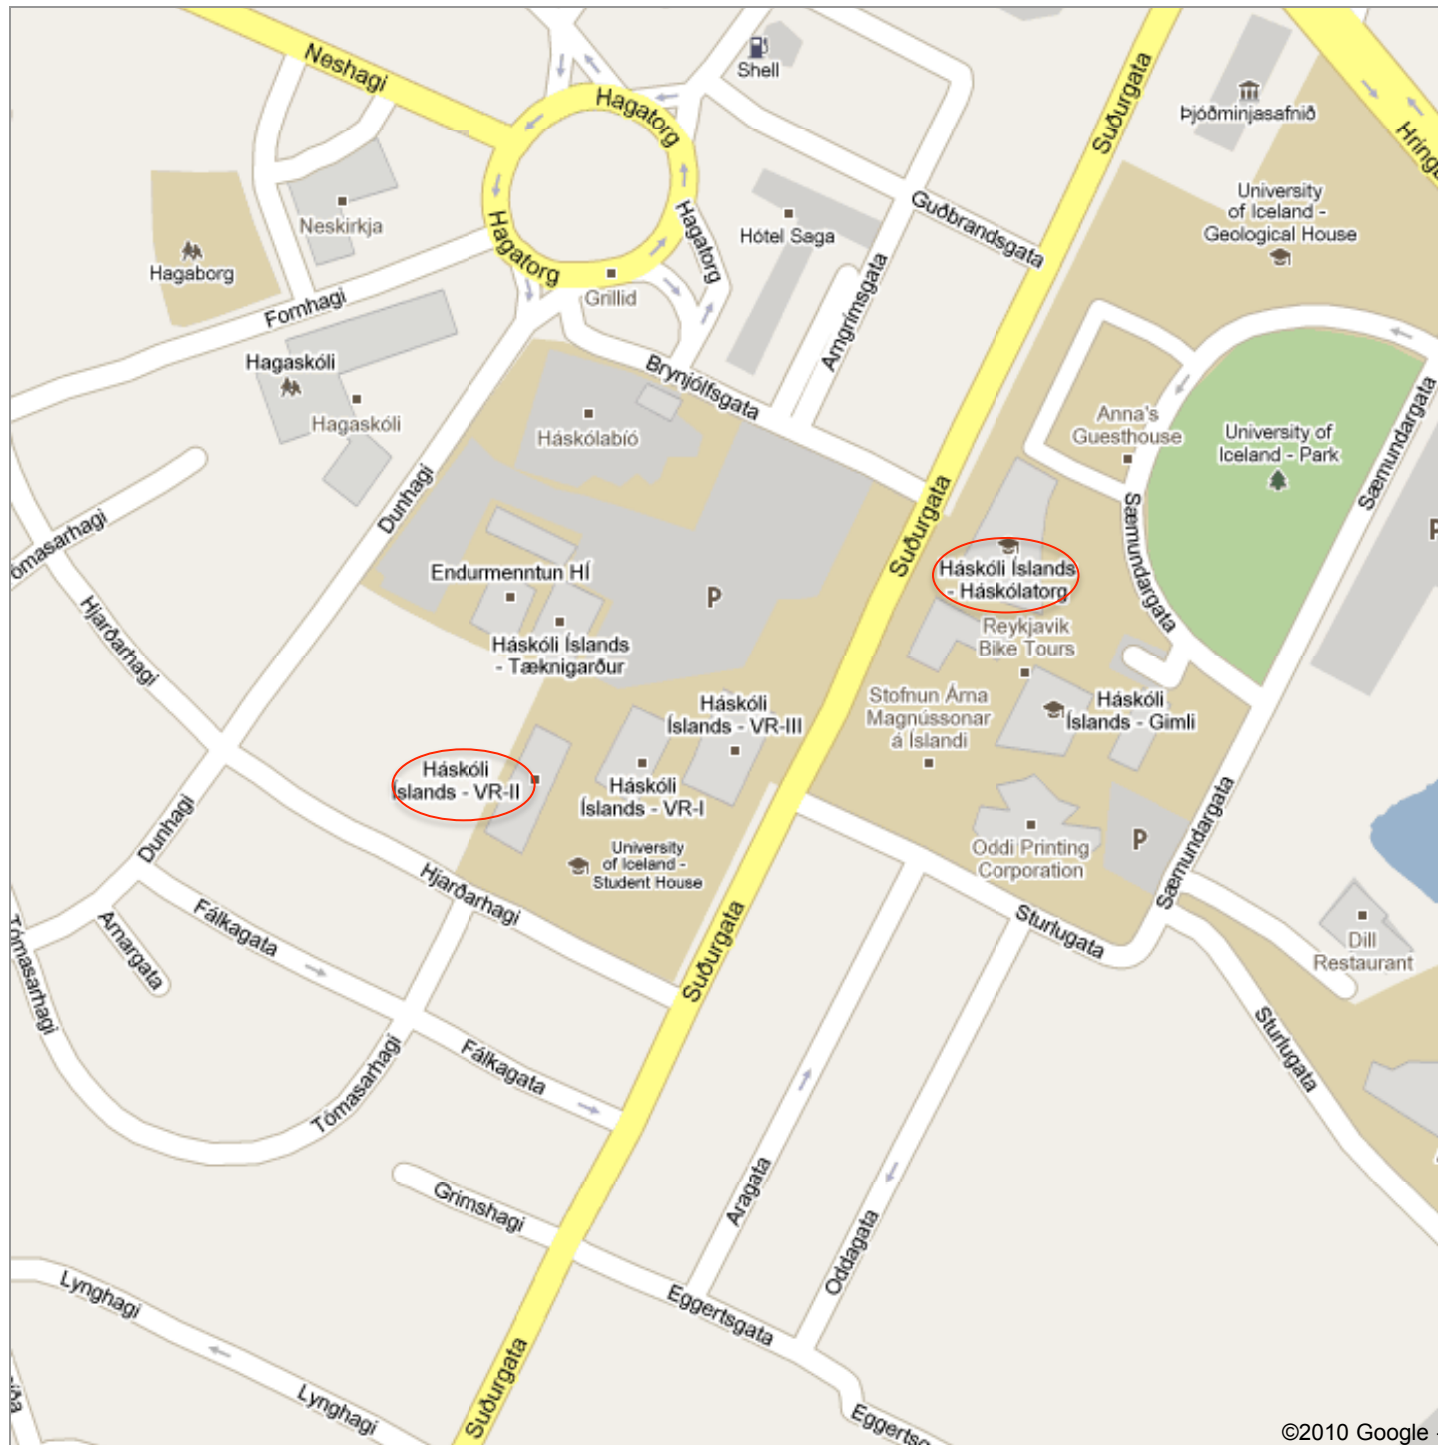 Neshagi
Shell
Hagatorg
Suðurgata
Þjóðminjasafnið
Neskirkja
Hagaborg
Hagatorg
Hagatorg
Hótel Saga
Guðbrandsgata
University
of Iceland -
Geological House
Fornhagi
Grillid
Arngrímsgata
Hagaskóli
Hagaskóli
Brynjólfsgata
Háskólabíó
Anna's
Guesthouse
University of
Iceland - Park
Sæmundargata
Dunhagi
Suðurgata
Sæmundargata
P
Endurmenntun HÍ
P
Háskóli Íslands
- Háskólatorg
Hjarðarhagi
Háskóli Íslands
- Tæknigarður
Reykjavik
Bike Tours
Háskóli
Íslands - VR-III
Stofnun Árna
Magnússonar
á Íslandi
Háskóli
Íslands - Gimli
Háskóli
Íslands - VR-II
Háskóli
Íslands - VR-I
Dunhagi
University
of Iceland -
Student House
Oddi Printing
Corporation
P
Sæmundargata
Hjarðarhagi
Fálkagata
Arnargata
Tómasarhagi
Suðurgata
Sturlugata
Dill
Restaurant
Sturlugata
Fálkagata
Tómasarhagi
Grimshagi
Aragata
Oddagata
Lynghagi
Eggertsgata
Suðurgata
Lynghagi
©2010 Google -